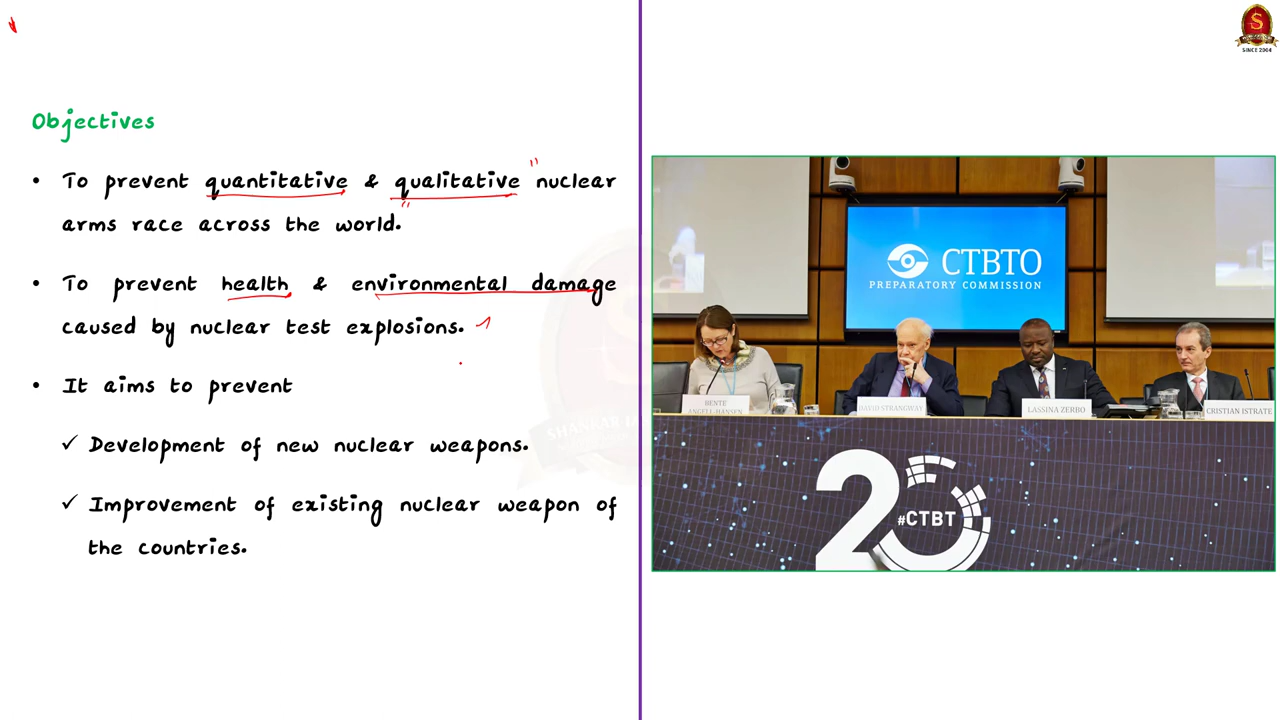 SINCE 2004
Objectives
• To prevent quantitative & qualitative "nuclear
arms race across the world."
• To prevent health & environmental damage
caused by nuclear test explosions.
• It aims to prevent
✓ Development of new nuclear weapons.
✓ Improvement of existing nuclear weapon of
the countries.
CTBTO
PREPARATORY COMMISSION
BENTE
ANGELL-HANSEN
DAVID STRANGWAY
LASSINA ZERBO
CRISTIAN ISTRATE
20
#CTBT